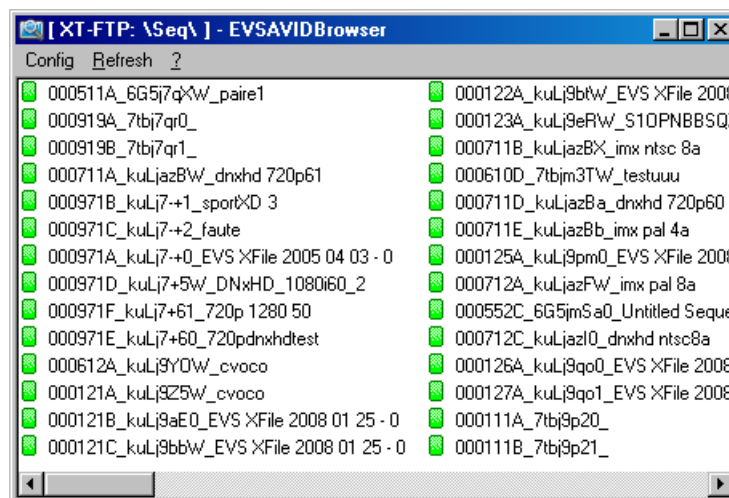 [ XT-FTP: \Seq\ ] - EVSAVIDBrowser
Config Refresh ?
000511A_6G5j7qXW_paire1
000919A_7tbj7qr0_
000919B_7tbj7qr1_
000711A_kuLjazBW_dnxhd 720p61
000971B_kuLj7-+1_sportXD 3
000971C_kuLj7-+2_faute
000971A_kuLj7-+0_EVS XFile 2005 04 03 - 0
000971D_kuLj7+5W_DNxHD_1080i60_2
000971F_kuLj7+61_720p 1280 50
000971E_kuLj7+60_720pdnxhdtest
000612A_kuLj9Y0W_cvoco
000121A_kuLj9Z5W_cvoco
000121B_kuLj9aE0_EVS XFile 2008 01 25 - 0
000121C_kuLj9bbW_EVS XFile 2008 01 25 - 0
000122A_kuLj9btW_EVS XFile 2008
000123A_kuLj9eRW_S1OPNBBSQ
000711B_kuLjazBX_imx ntsc 8a
000610D_7tbjm3TW_testuuu
000711D_kuLjazBa_dnxhd 720p60
000711E_kuLjazBb_imx pal 4a
000125A_kuLj9pm0_EVS XFile 2008
000712A_kuLjazFW_imx pal 8a
000552C_6G5jmSa0_Untitled Seque
000712C_kuLjazI0_dnxhd ntsc8a
000126A_kuLj9qo0_EVS XFile 2008
000127A_kuLj9qo1_EVS XFile 2008
000111A_7tbj9p20_
000111B_7tbj9p21_